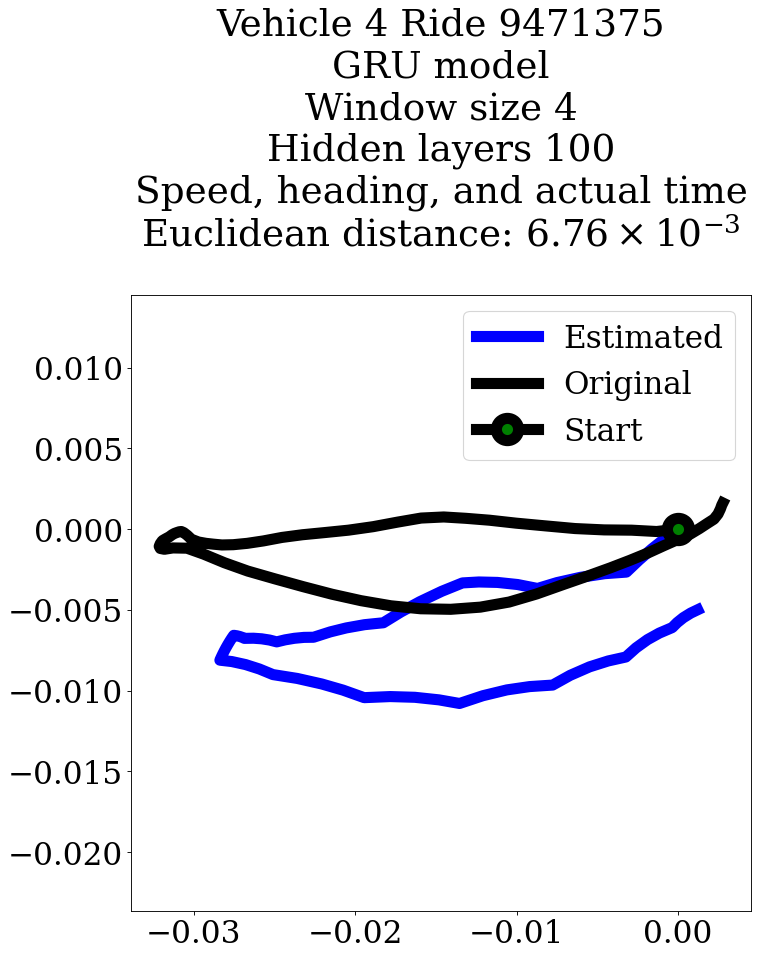 Vehicle 4 Ride 9471375
GRU model
Window size 4
Hidden layers 100
Speed, heading, and actual time
Euclidean distance: 6.76 × 10⁻³
Estimated
Original
Start
0.010
0.005
0.000
−0.005
−0.010
−0.015
−0.020
−0.03
−0.02
−0.01
0.00